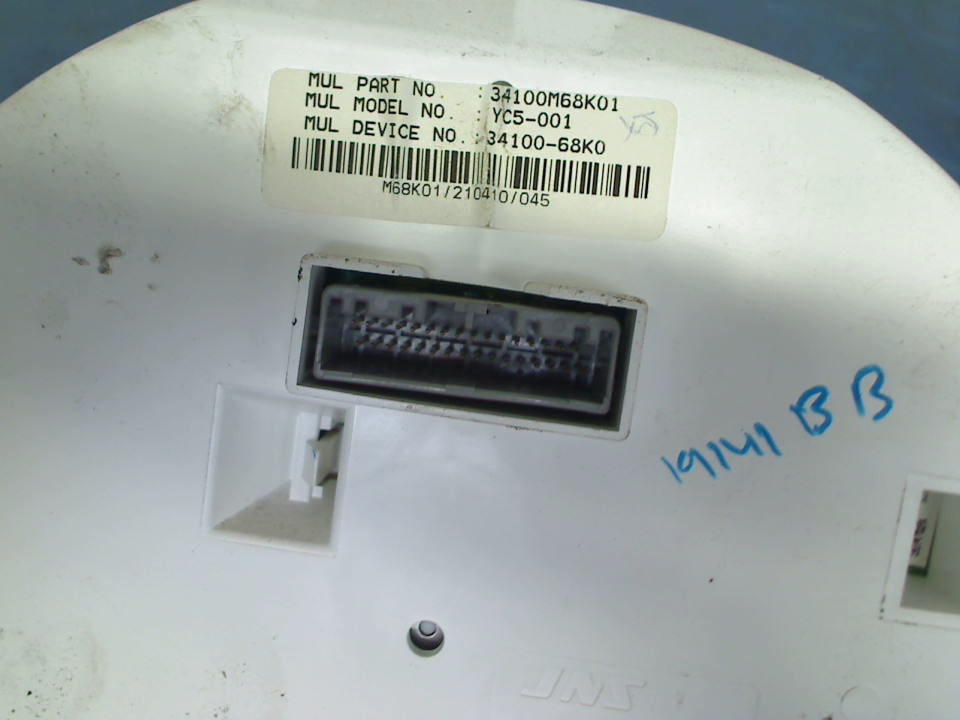 MUL PART NO. : 34100M68K01
MUL MODEL NO. : YC5-001
MUL DEVICE NO. : 34100-68K0
M68K01/210410/045
19141 BB
JNS